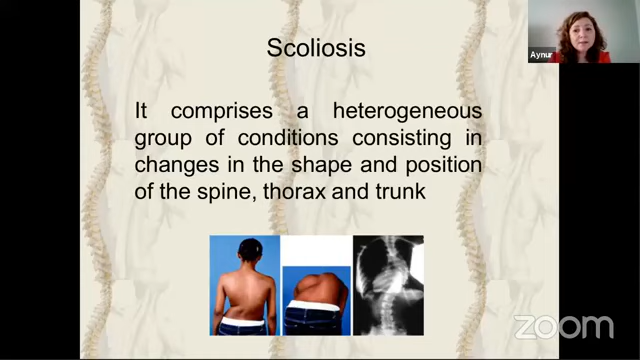 Scoliosis
Aynur
It comprises a heterogeneous
group of conditions consisting in
changes in the shape and position
of the spine, thorax and trunk
zoom